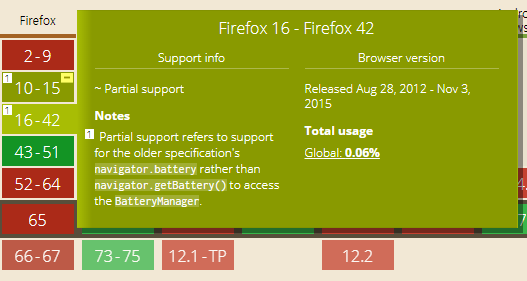 Firefox
2-9
1 10-15
1 16-42
43-51
52-64
65
66-67
73-75
12.1-TP
12.2
Firefox 16 - Firefox 42
Support info
Browser version
~ Partial support
Released Aug 28, 2012 - Nov 3,
2015
Notes
Total usage
1 Partial support refers to support
for the older specification's
navigator.battery rather than
navigator.getBattery() to access
the BatteryManager.
Global: 0.06%